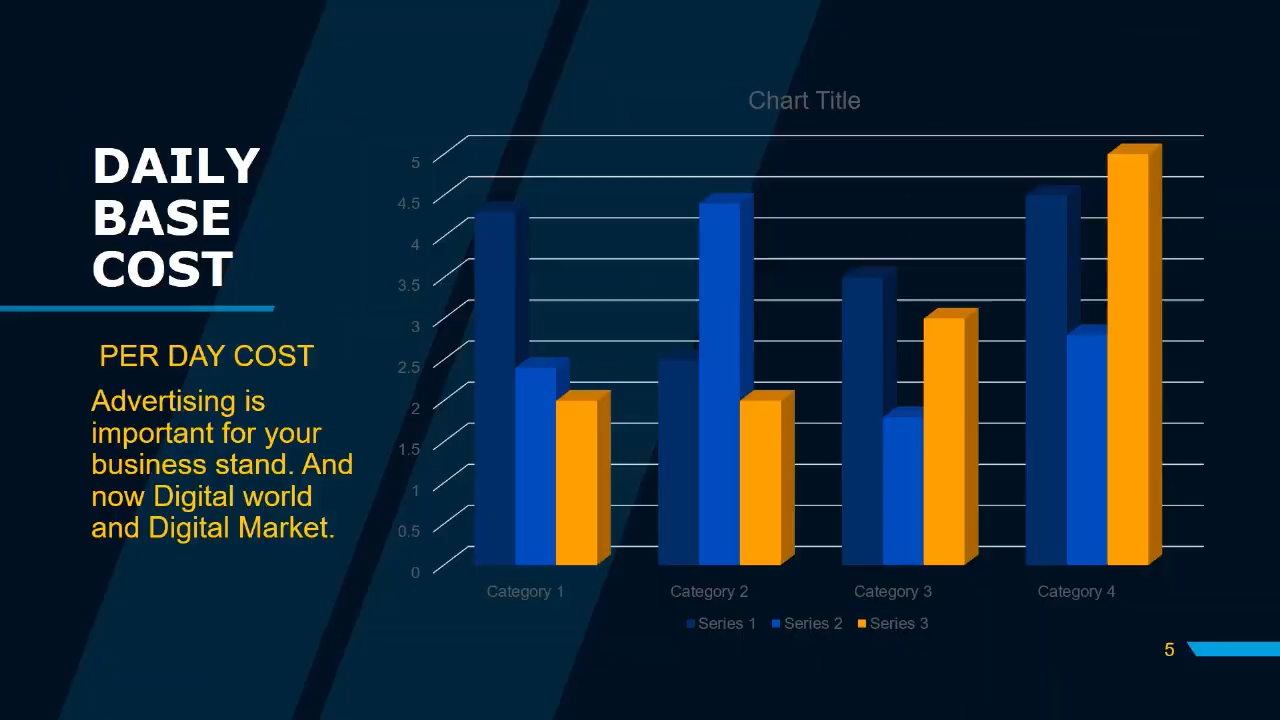 DAILY
BASE
COST
PER DAY COST
Advertising is
important for your
business stand. And
now Digital world
and Digital Market.
Chart Title
5
4.5
4
3.5
3
2.5
2
1.5
1
0.5
0
Category 1 Category 2 Category 3 Category 4
Series 1 Series 2 Series 3
5